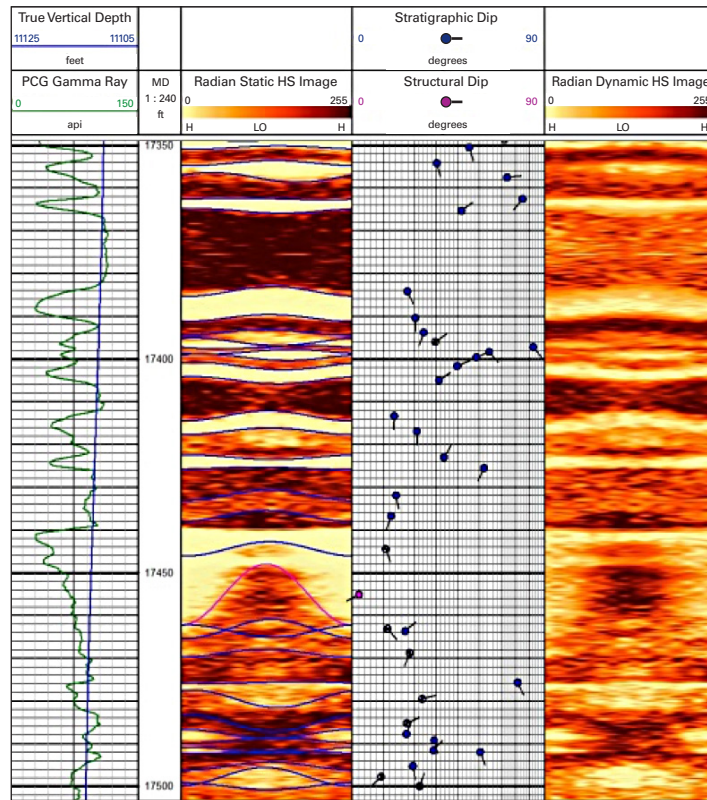 True Vertical Depth
11125 11105
feet
PCG Gamma Ray
0 150
api
MD
1 : 240
ft
Radian Static HS Image
0 255
H LO H
Stratigraphic Dip
0 90
degrees
Structural Dip
0 90
degrees
Radian Dynamic HS Image
0 255
H LO H
17350
17400
17450
17500